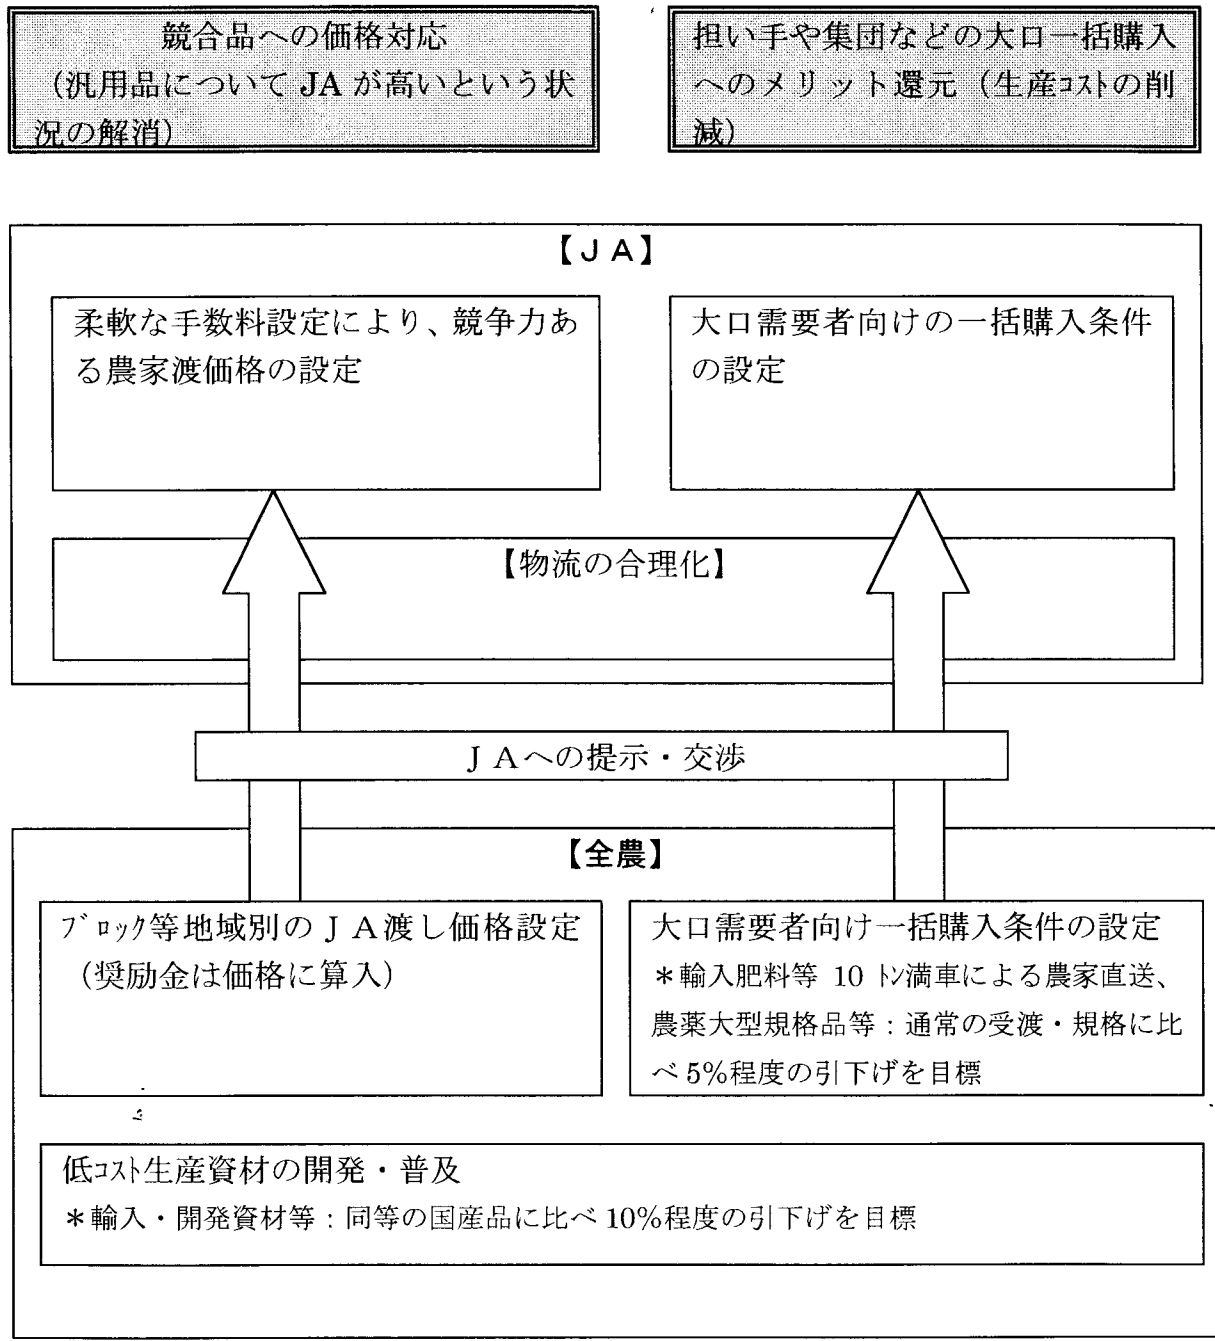 競合品への価格対応
（汎用品について JA が高いという状
況の解消）
担い手や集団などの大口一括購入
へのメリット還元（生産ｺｽﾄの削
減）
【ＪＡ】
柔軟な手数料設定により、競争力あ
る農家渡価格の設定
大口需要者向けの一括購入条件
の設定
【物流の合理化】
ＪＡへの提示・交渉
【全農】
ﾌﾞﾛｯｸ等地域別のＪＡ渡し価格設定
（奨励金は価格に算入）
大口需要者向け一括購入条件の設定
＊輸入肥料等 10 ﾄﾝ満車による農家直送、
農薬大型規格品等：通常の受渡・規格に比
べ 5%程度の引下げを目標
低ｺｽﾄ生産資材の開発・普及
＊輸入・開発資材等：同等の国産品に比べ 10%程度の引下げを目標